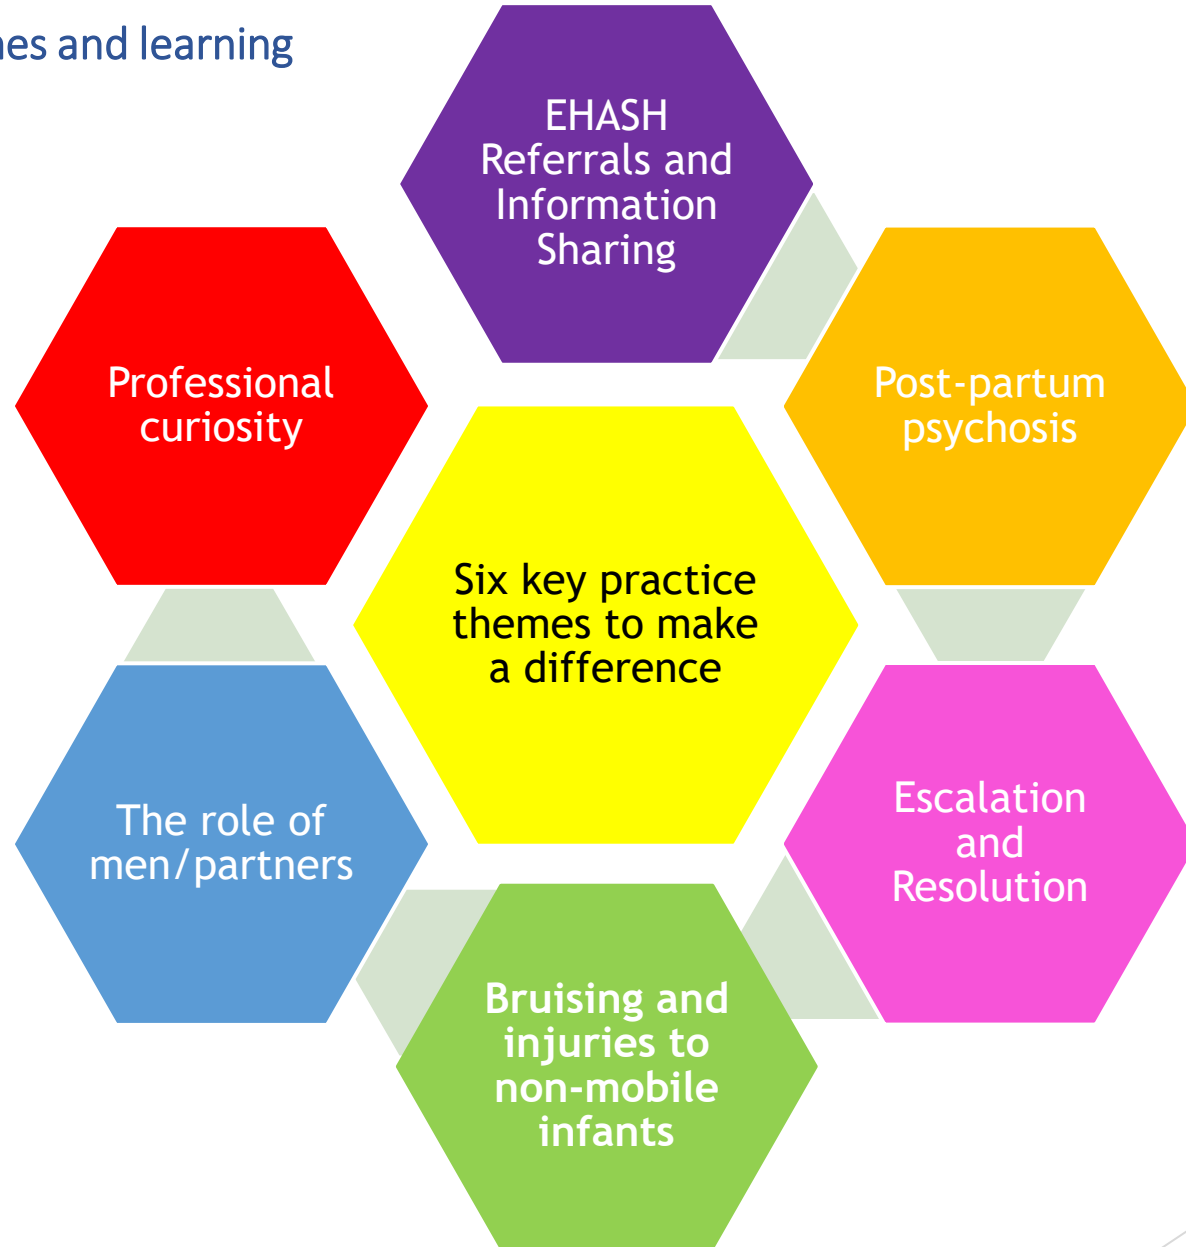 and learning
EHASH
Referrals and
Information
Sharing
Professional
curiosity
Post-partum
psychosis
Six key practice
themes to make
a difference
The role of
men/partners
Escalation
and
Resolution
Bruising and
injuries to
non-mobile
infants